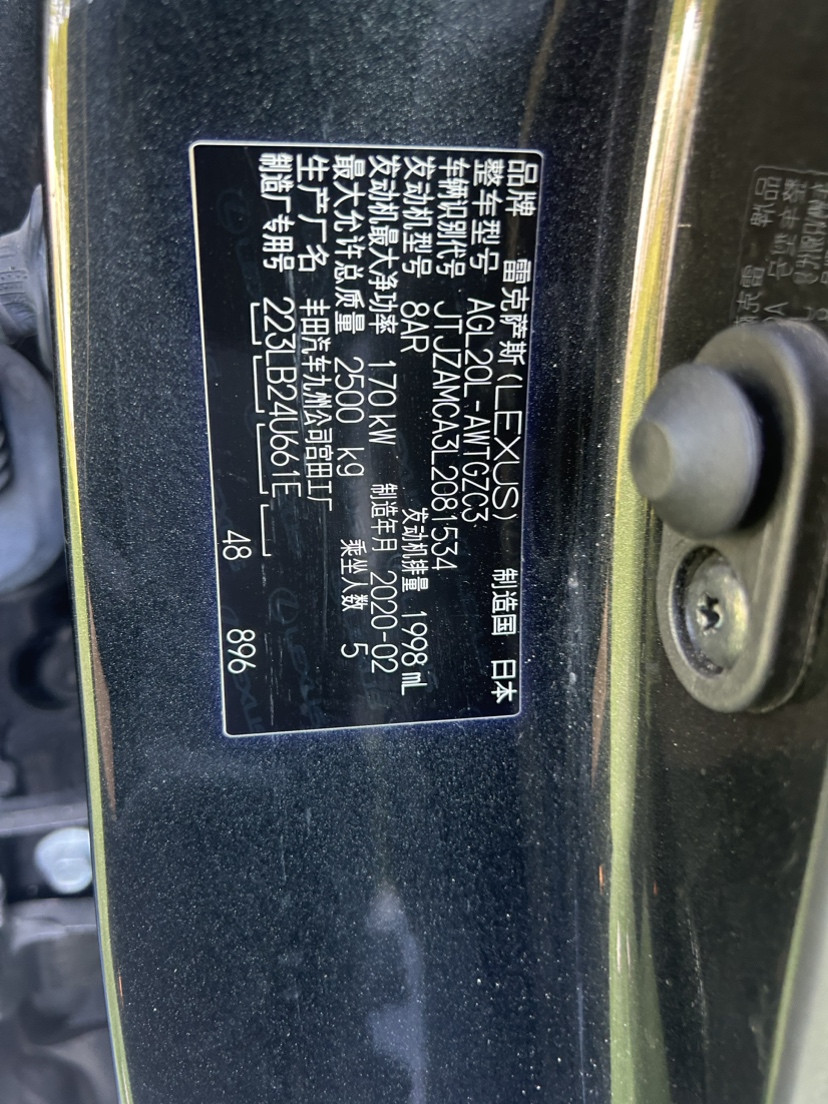 品牌 雷克萨斯(LEXUS) 制造国 日本
整车型号 AGL20L-AWTGZC3
车辆识别代号 JTJZAMCA3L2081534
发动机型号 8AR 发动机排量 1998 mL
发动机最大净功率 170 kW 制造年月 2020-02
最大允许总质量 2500 kg 乘坐人数 5
生产厂名 丰田汽车九州公司宫田工厂
制造厂专用号 223LB24U661E
48 896